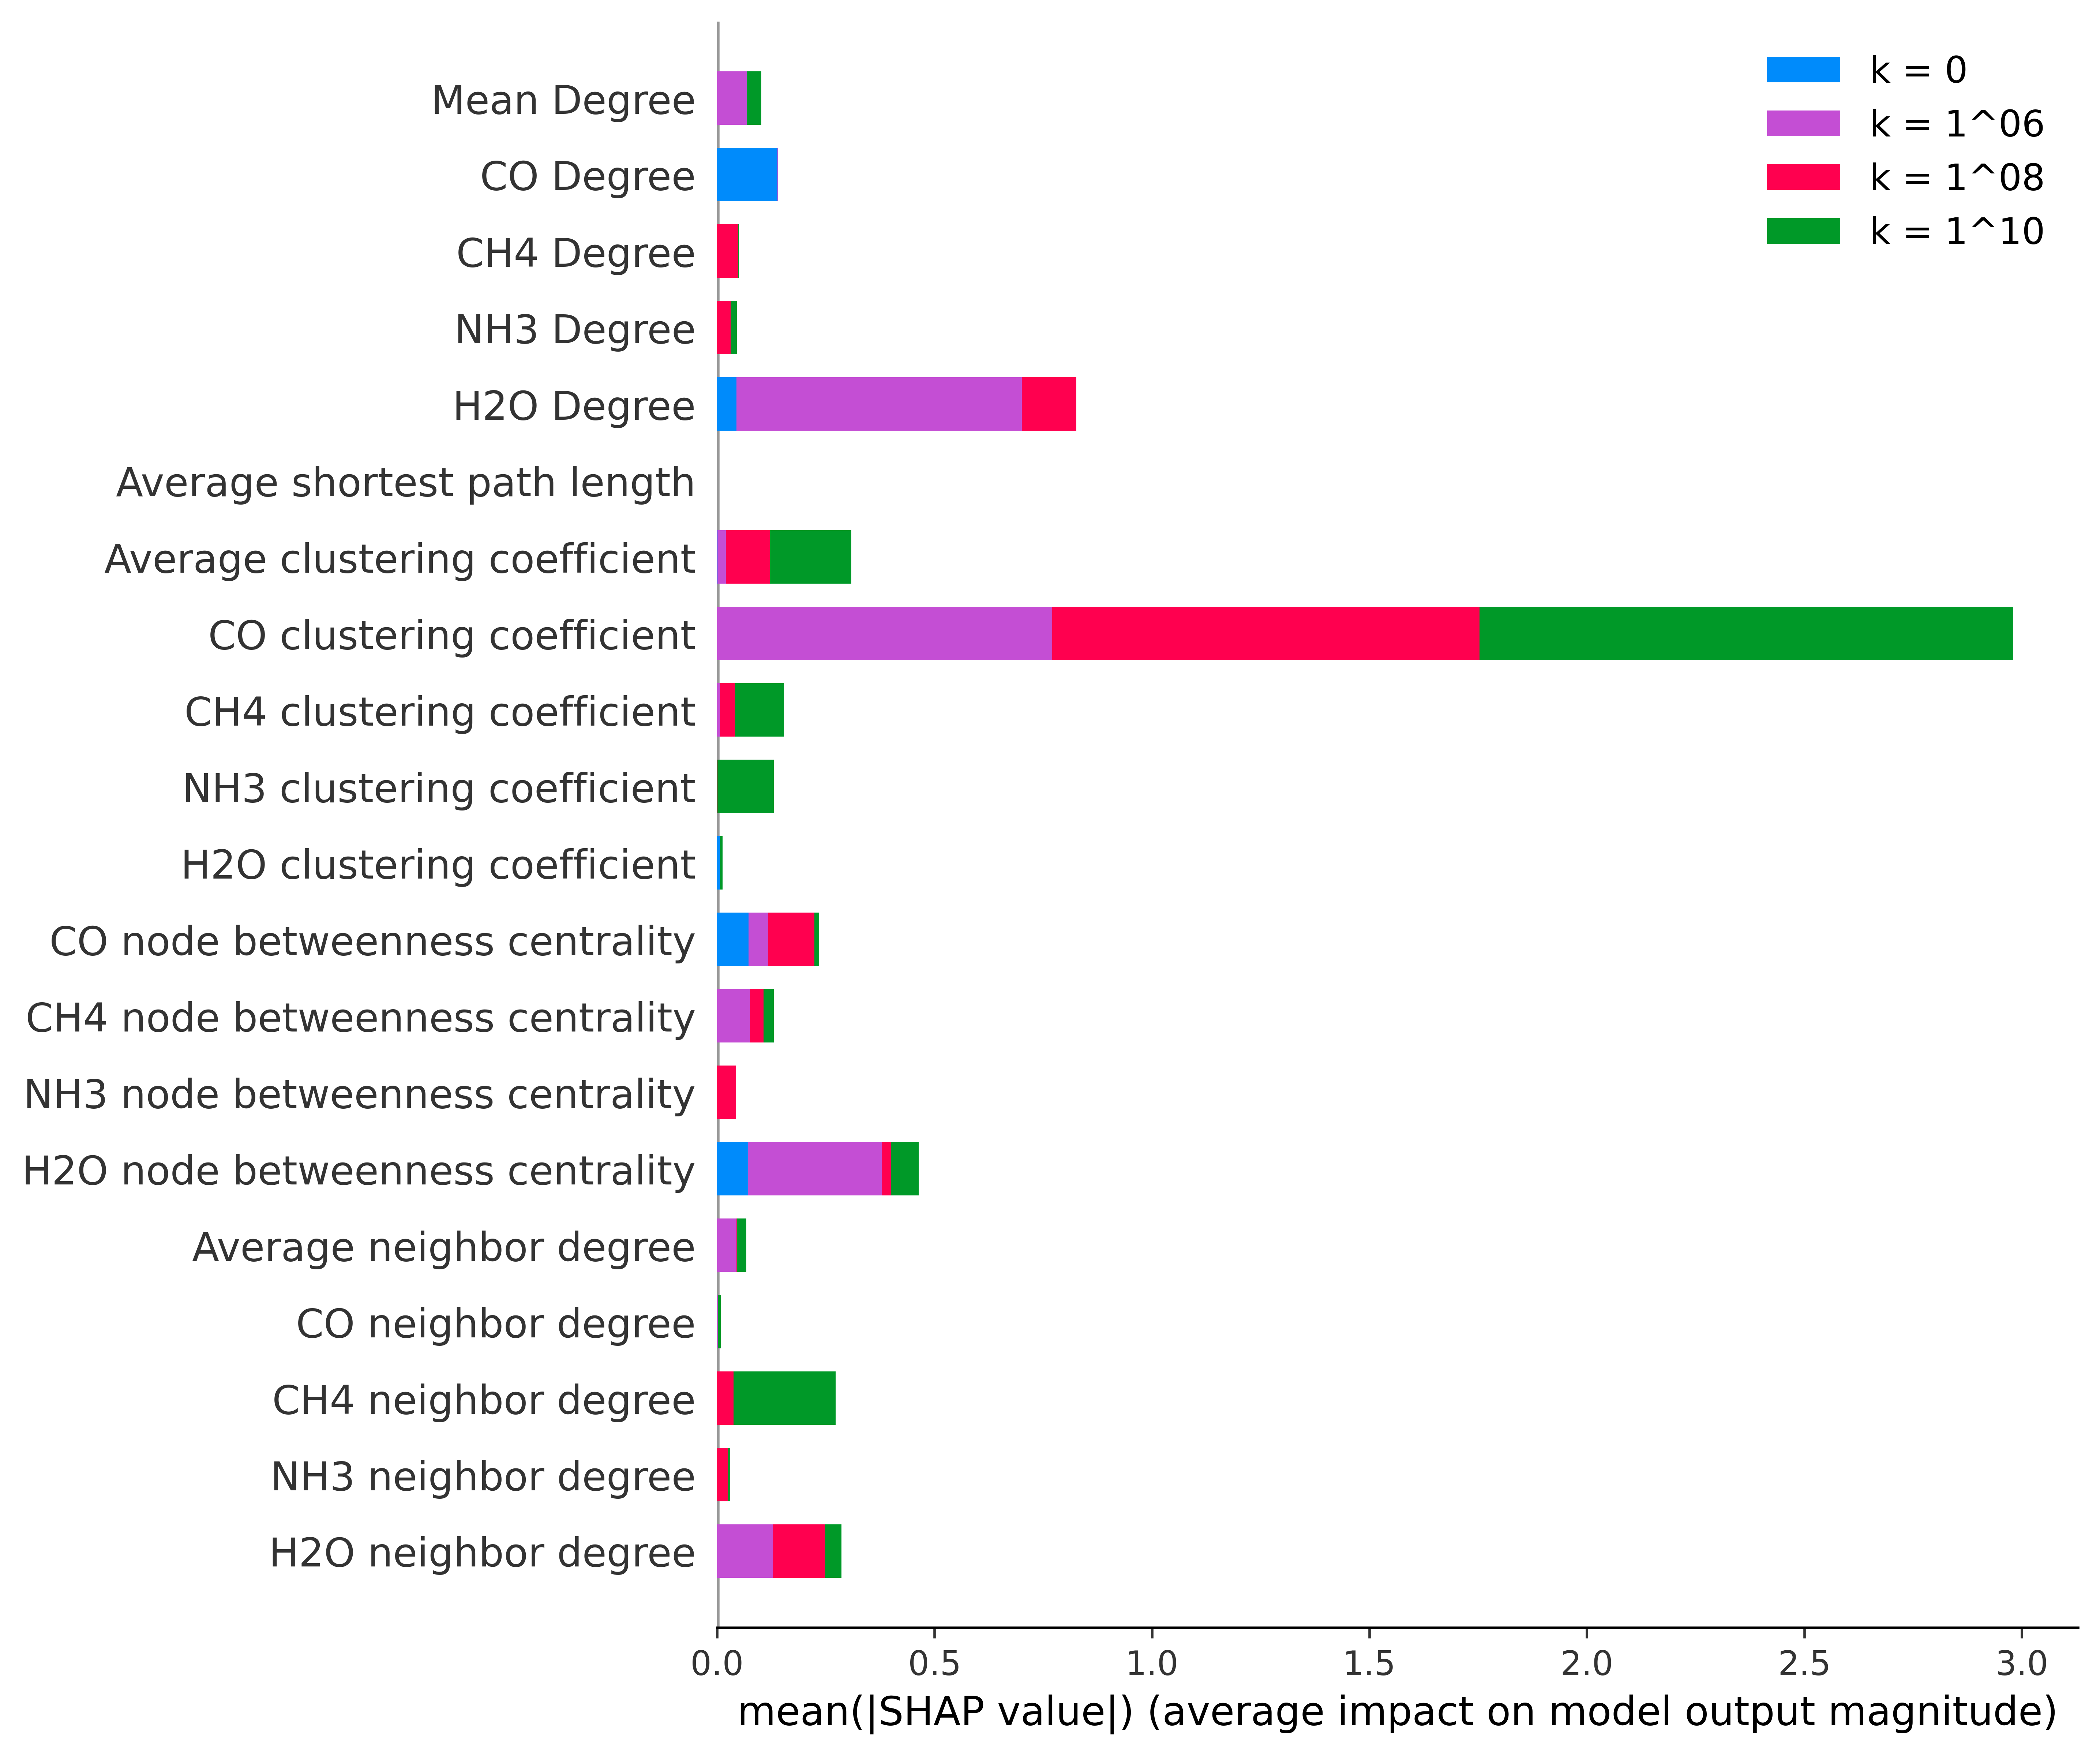 k = 0
k = 1^06
k = 1^08
k = 1^10
Mean Degree
CO Degree
CH4 Degree
NH3 Degree
H2O Degree
Average shortest path length
Average clustering coefficient
CO clustering coefficient
CH4 clustering coefficient
NH3 clustering coefficient
H2O clustering coefficient
CO node betweenness centrality
CH4 node betweenness centrality
NH3 node betweenness centrality
H2O node betweenness centrality
Average neighbor degree
CO neighbor degree
CH4 neighbor degree
NH3 neighbor degree
H2O neighbor degree
0.0 0.5 1.0 1.5 2.0 2.5 3.0
mean(|SHAP value|) (average impact on model output magnitude)